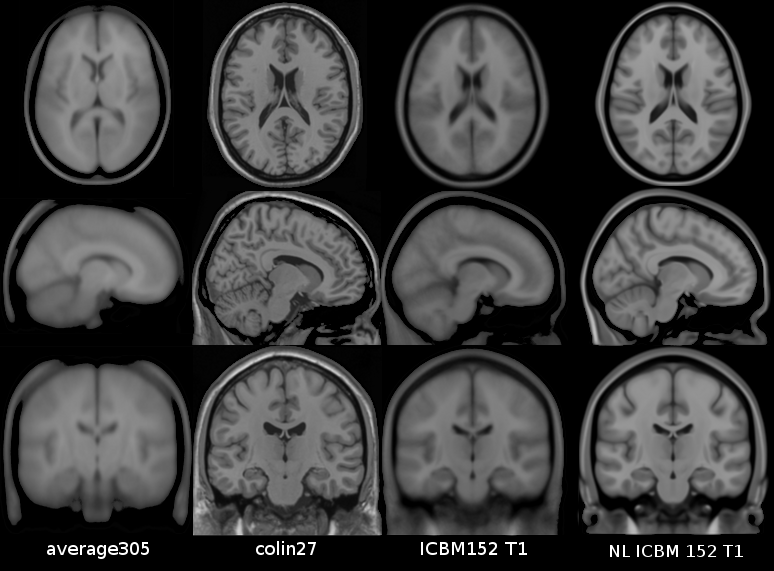 average305
colin27
ICBM152 T1
NL ICBM 152 T1